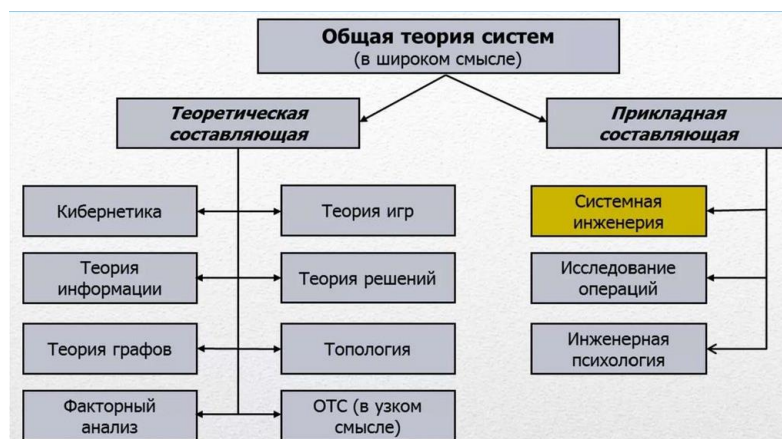 Общая теория систем
(в широком смысле)
Теоретическая
составляющая
Прикладная
составляющая
Кибернетика
Теория игр
Системная
инженерия
Теория
информации
Теория решений
Исследование
операций
Теория графов
Топология
Инженерная
психология
Факторный
анализ
ОТС (в узком
смысле)